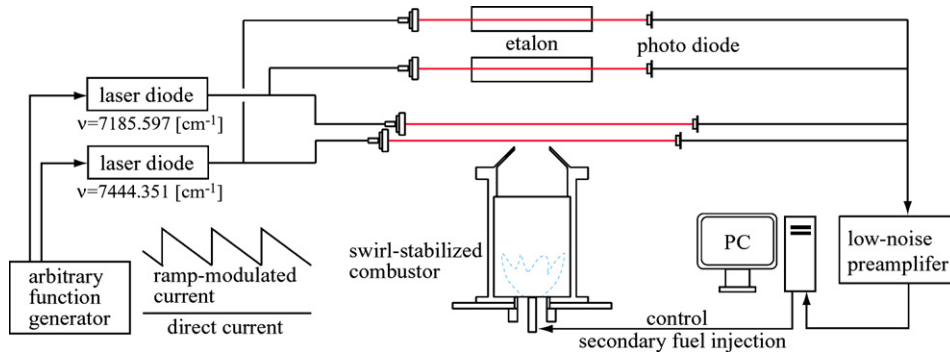 etalon
photo diode
laser diode
ν=7185.597 [cm⁻¹]
laser diode
ν=7444.351 [cm⁻¹]
arbitrary
function
generator
ramp-modulated
current
direct current
swirl-stabilized
combustor
PC
low-noise
preamplifer
control
secondary fuel injection